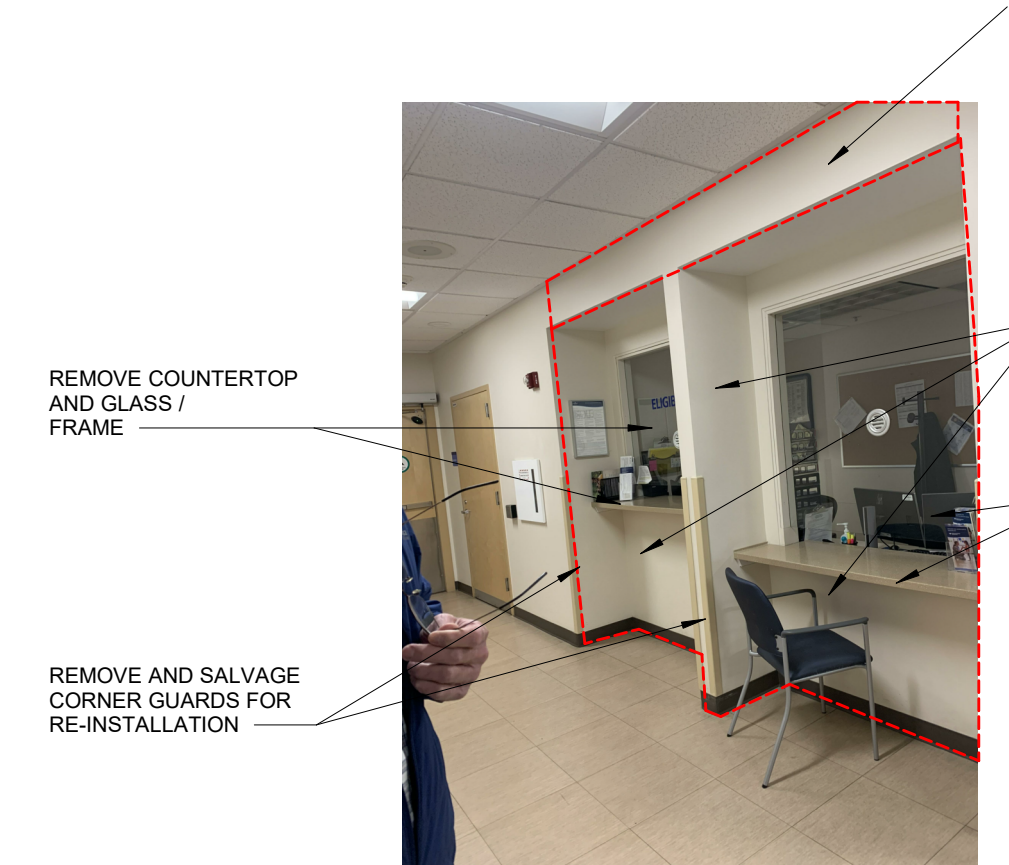 REMOVE COUNTERTOP
AND GLASS /
FRAME
ELIGIB
REMOVE AND SALVAGE
CORNER GUARDS FOR
RE-INSTALLATION